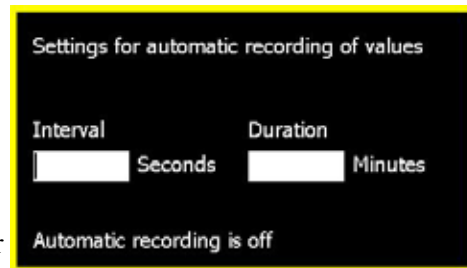 Settings for automatic recording of values
Interval Duration
Seconds Minutes
Automatic recording is off